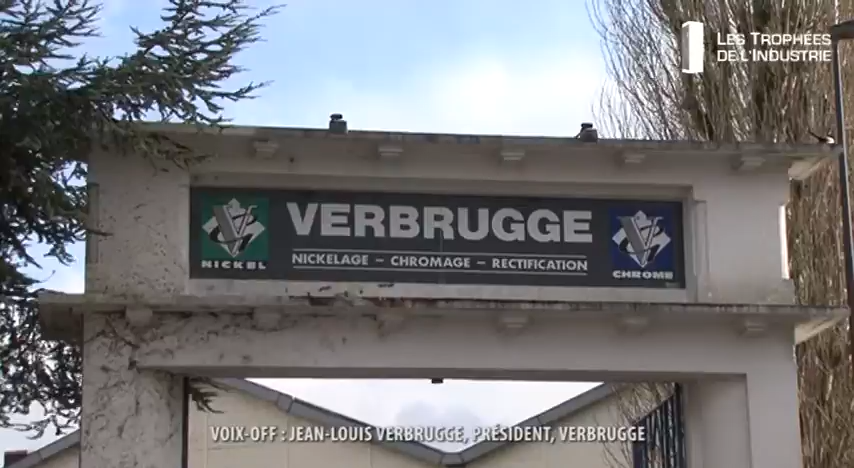 LES TROPHÉES
DE L'INDUSTRIE
VERBRUGGE
NICKELAGE - CHROMAGE - RECTIFICATION
NICKEL
CHROME
VOIX-OFF : JEAN-LOUIS VERBRUGGE, PRÉSIDENT, VERBRUGGE